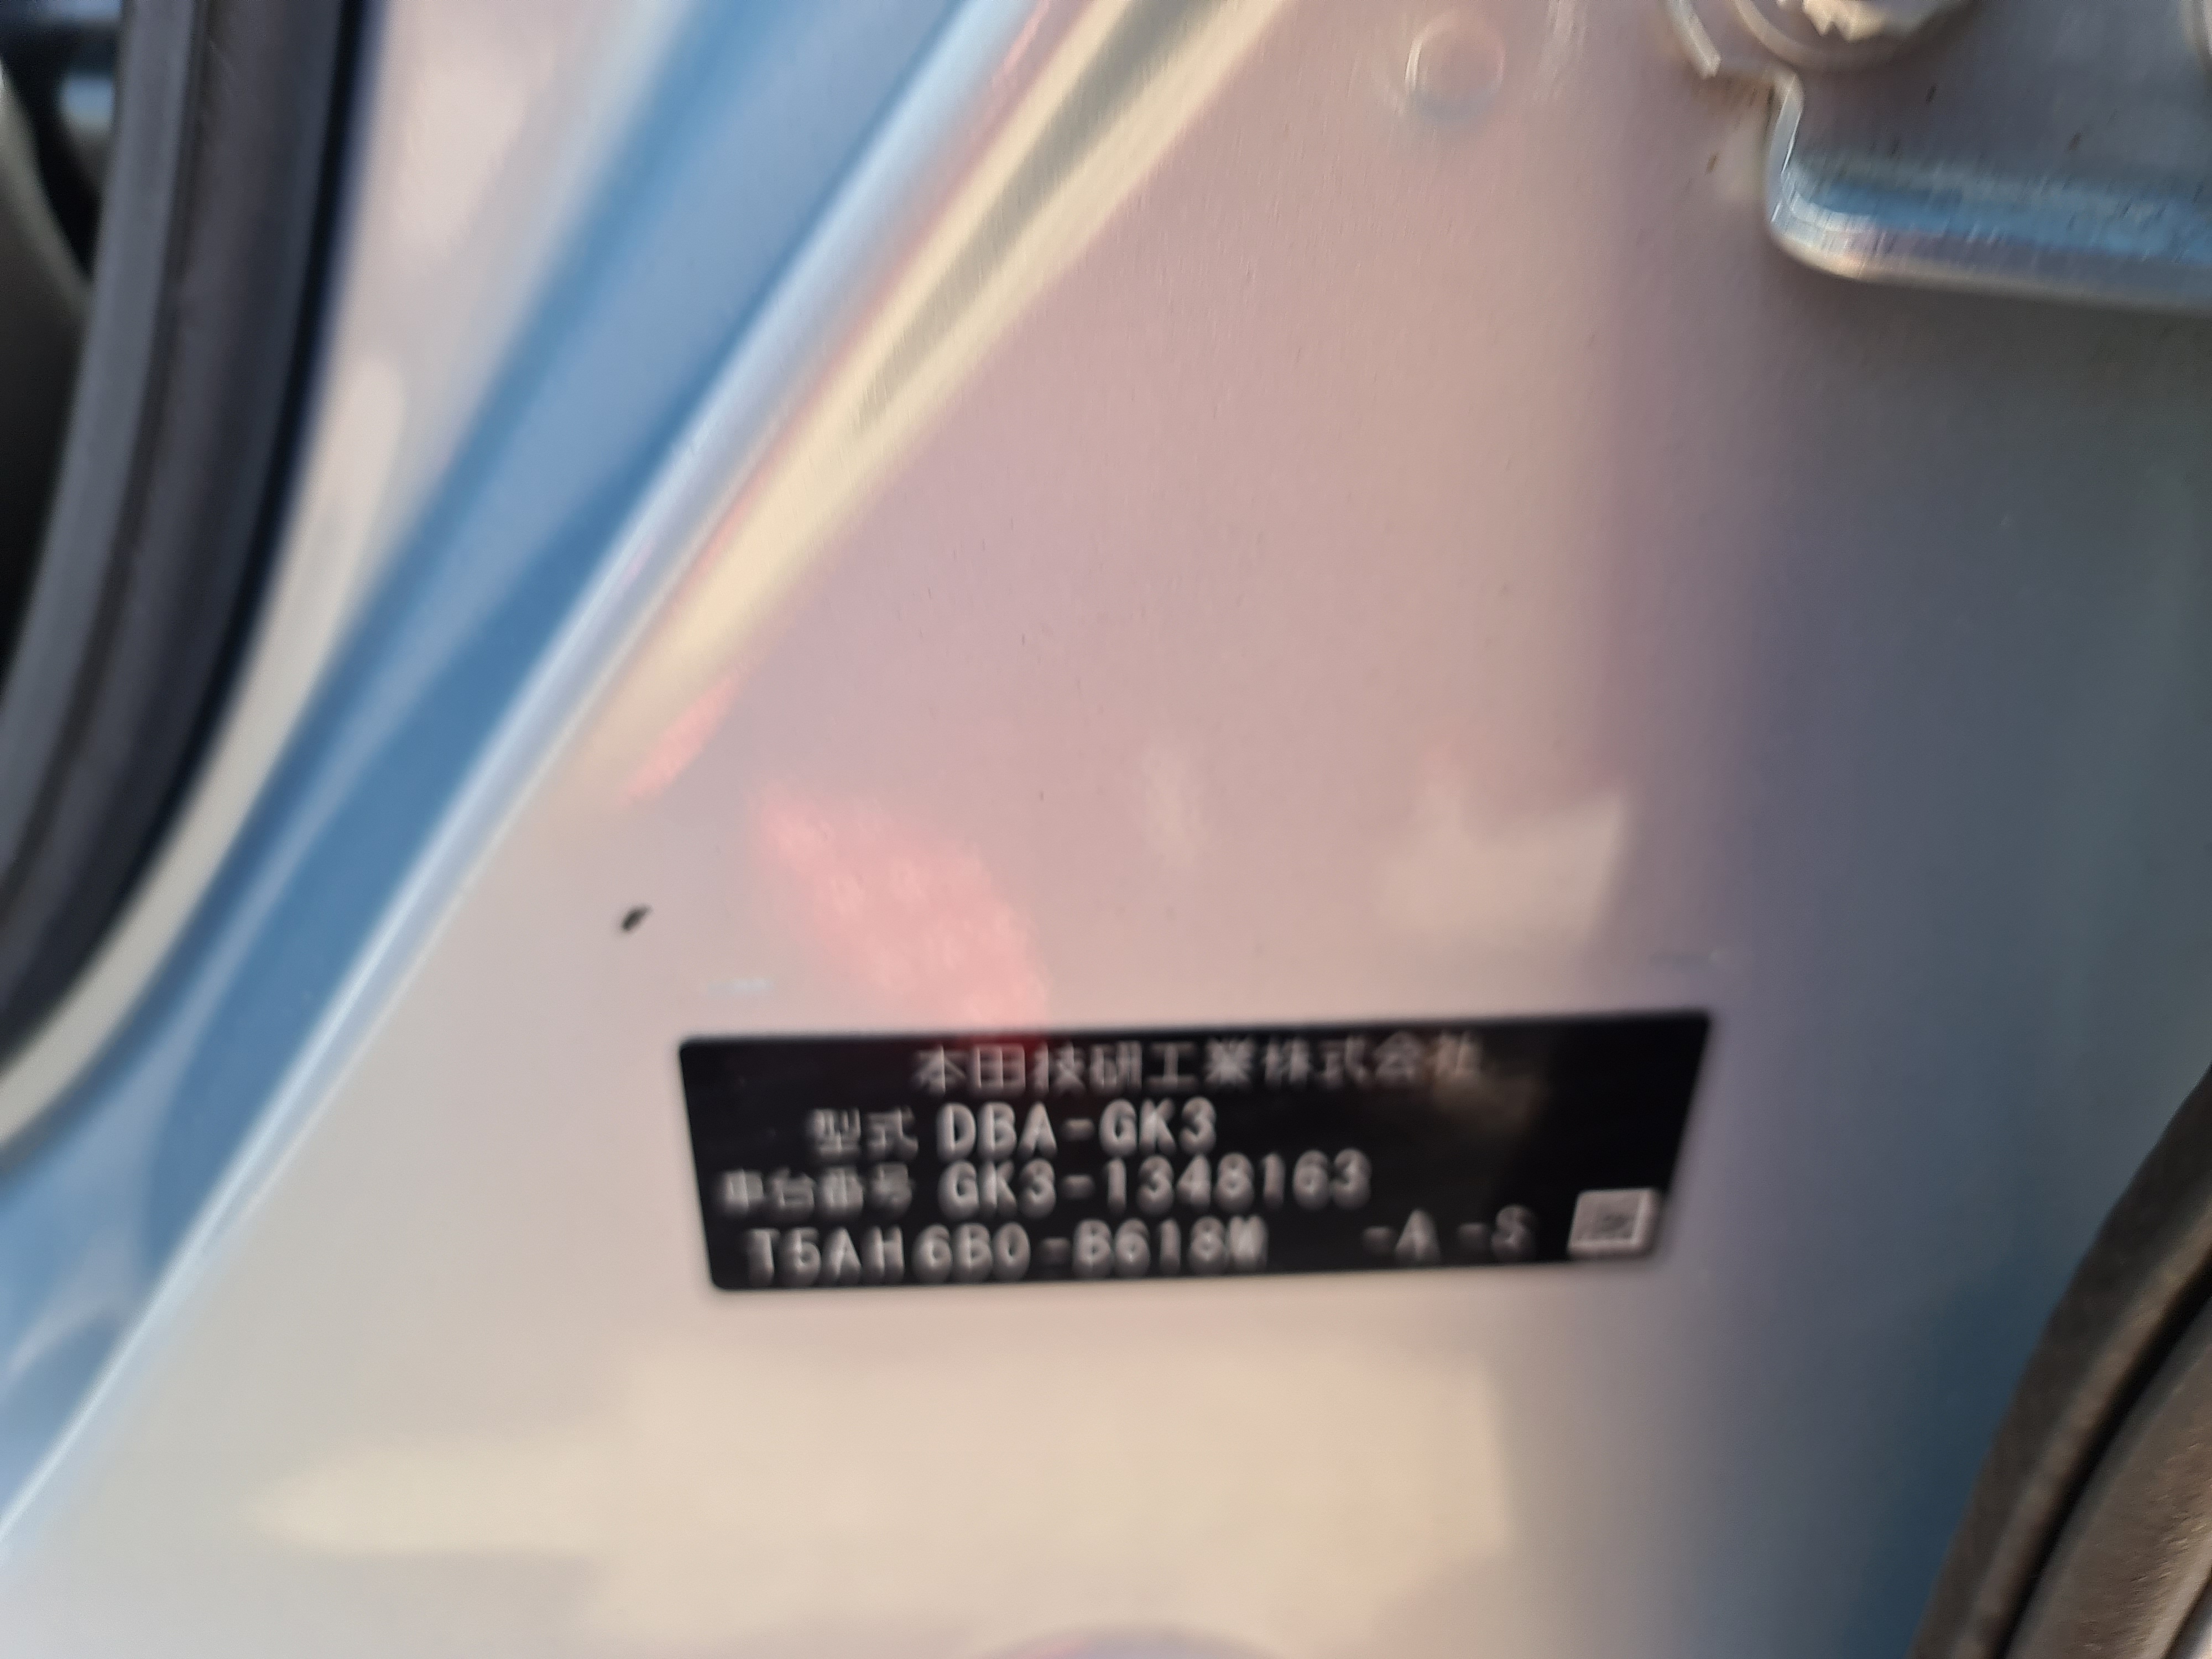 本田技研工業株式会社
型式 DBA-GK3
車台番号 GK3-1348163
T5AH6B0-B618M -A -S